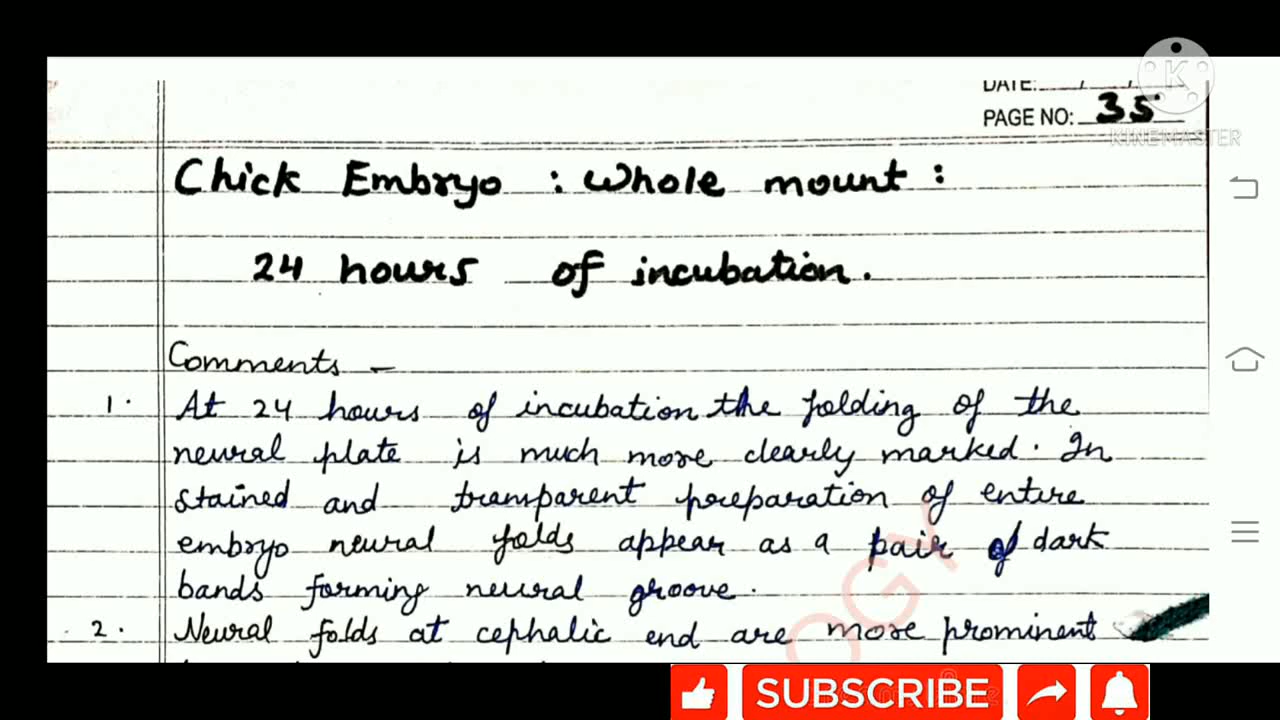 DATE: / /
PAGE NO: 35
KINEMASTER
Chick Embryo : Whole mount :
24 hours of incubation.
Comments -
1. At 24 hours of incubation the folding of the
neural plate is much more clearly marked. In
stained and transparent preparation of entire
embryo neural folds appear as a pair of dark
bands forming neural groove.
2. Neural folds at cephalic end are more prominent
OGY
SUBSCRIBE